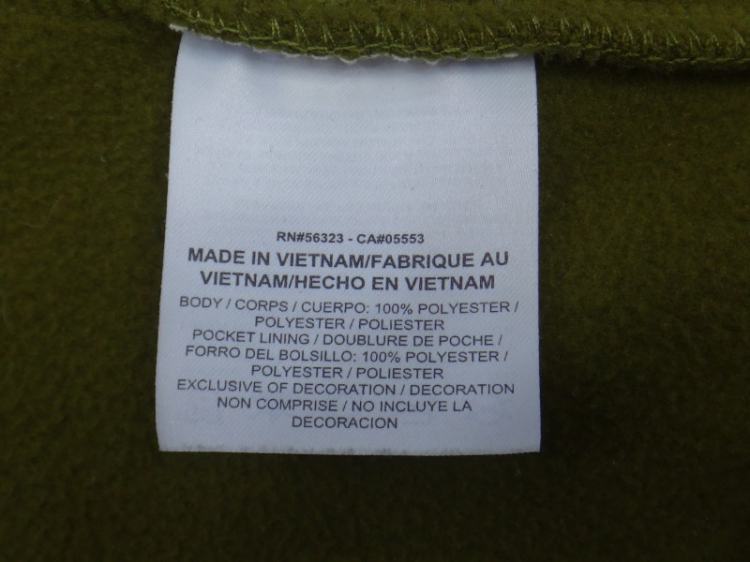 RN#56323 - CA#05553
MADE IN VIETNAM/FABRIQUE AU
VIETNAM/HECHO EN VIETNAM
BODY / CORPS / CUERPO: 100% POLYESTER /
POLYESTER / POLIESTER
POCKET LINING / DOUBLURE DE POCHE /
FORRO DEL BOLSILLO: 100% POLYESTER /
POLYESTER / POLIESTER
EXCLUSIVE OF DECORATION / DECORATION
NON COMPRISE / NO INCLUYE LA
DECORACION